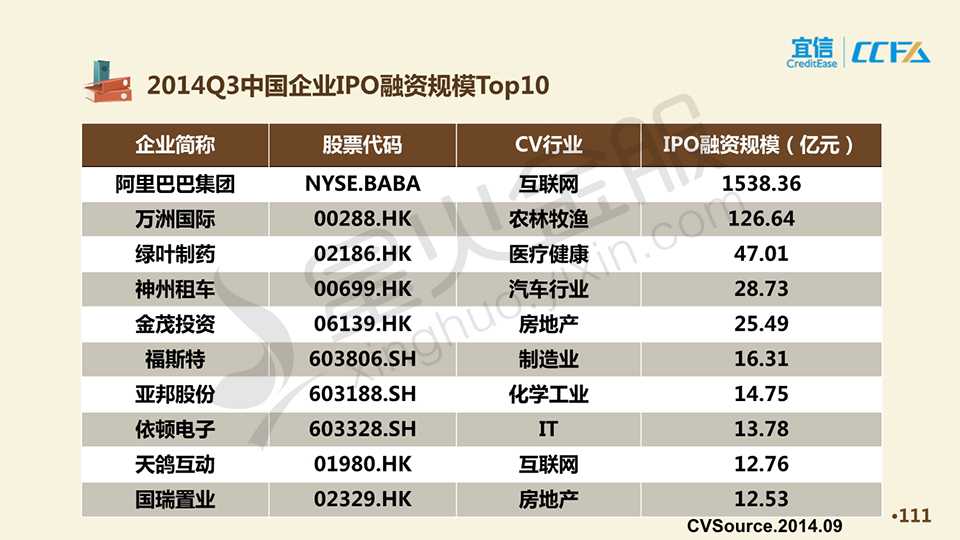 宜信 CCFA
CreditEase
2014Q3中国企业IPO融资规模Top10
企业简称 股票代码 CV行业 IPO融资规模（亿元）
阿里巴巴集团 NYSE.BABA 互联网 1538.36
万洲国际 00288.HK 农林牧渔 126.64
绿叶制药 02186.HK 医疗健康 47.01
神州租车 00699.HK 汽车行业 28.73
金茂投资 06139.HK 房地产 25.49
福斯特 603806.SH 制造业 16.31
亚邦股份 603188.SH 化学工业 14.75
依顿电子 603328.SH IT 13.78
天鸽互动 01980.HK 互联网 12.76
国瑞置业 02329.HK 房地产 12.53
星火金服
xinghuo.yixin.com
CVSource.2014.09
•111